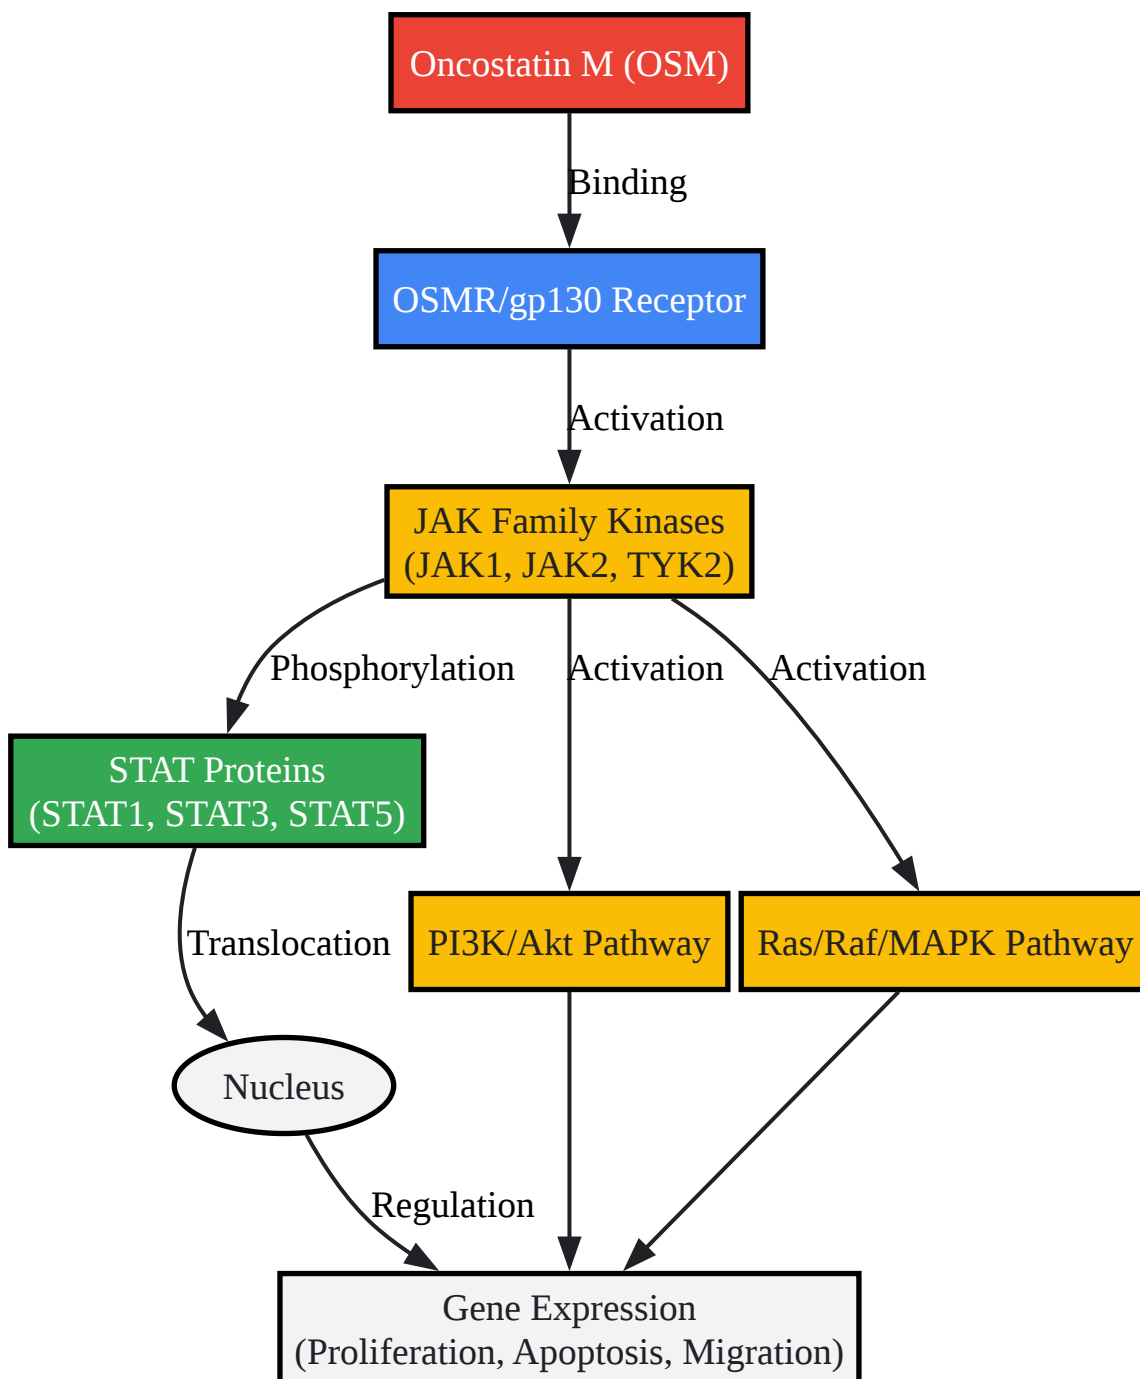 Oncostatin M (OSM)
Binding
OSMR/gp130 Receptor
Activation
JAK Family Kinases
(JAK1, JAK2, TYK2)
Phosphorylation
Activation
Activation
STAT Proteins
(STAT1, STAT3, STAT5)
Translocation
PI3K/Akt Pathway
Ras/Raf/MAPK Pathway
Nucleus
Regulation
Gene Expression
(Proliferation, Apoptosis, Migration)